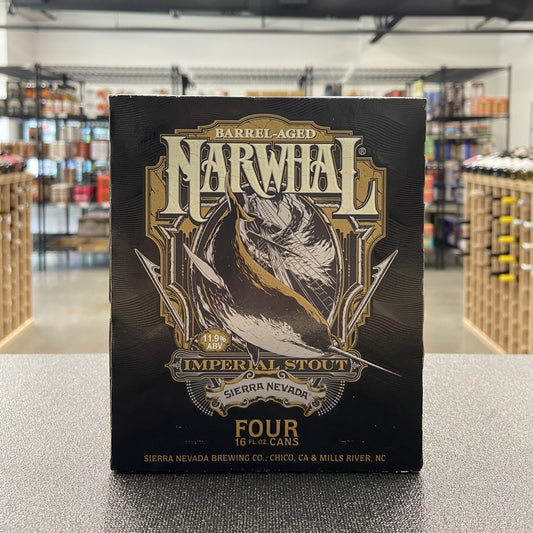 BARREL-AGED
NARWHAL®
11.9%
ABV
IMPERIAL STOUT
SIERRA NEVADA
FOUR
16 FL. OZ. CANS
SIERRA NEVADA BREWING CO., CHICO, CA & MILLS RIVER, NC